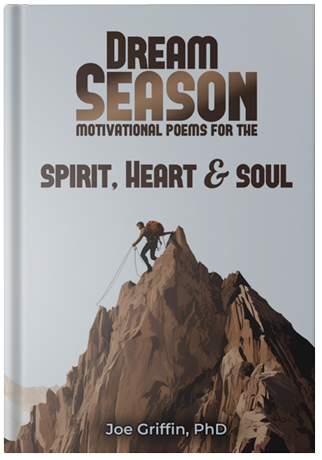 DREAM
SEASON
MOTIVATIONAL POEMS FOR THE
SPIRIT, HEART & SOUL
Joe Griffin, PhD